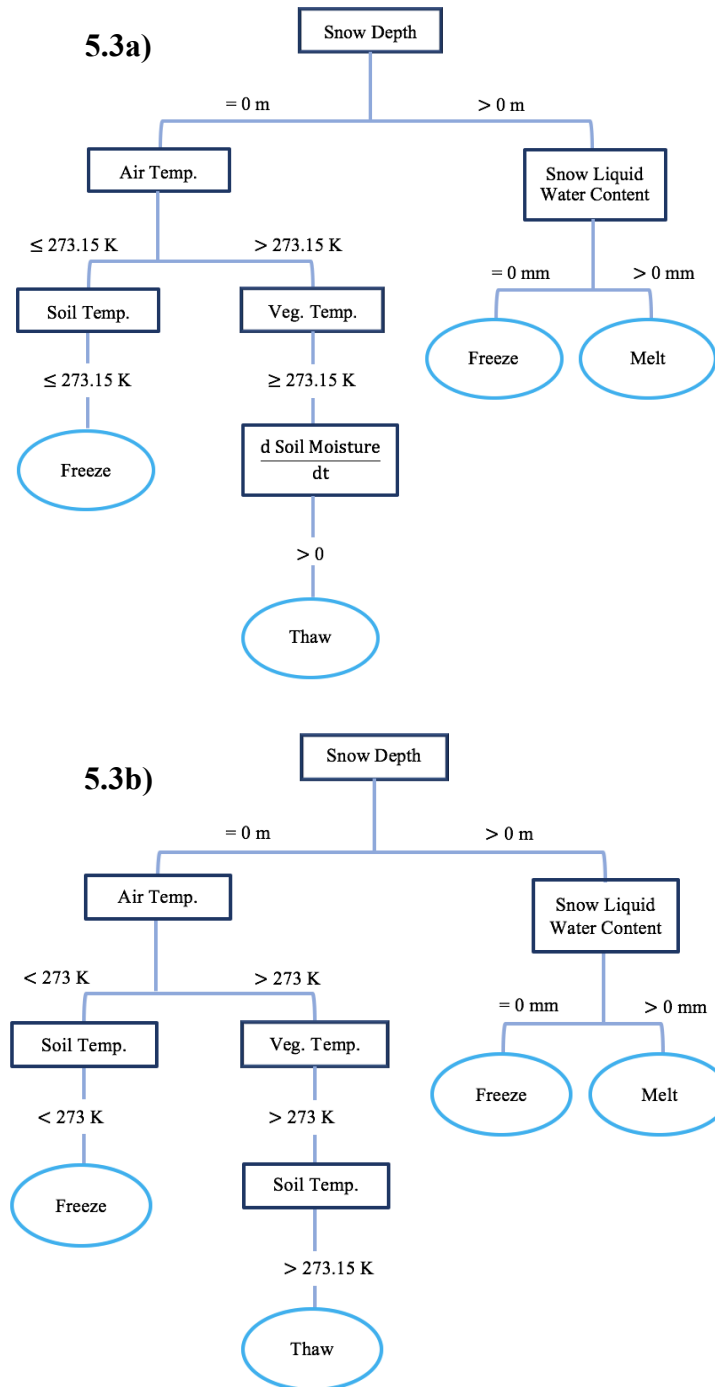 5.3a)
Snow Depth
= 0 m
> 0 m
Air Temp.
Snow Liquid
Water Content
≤ 273.15 K
> 273.15 K
= 0 mm
> 0 mm
Soil Temp.
Veg. Temp.
Freeze
Melt
≤ 273.15 K
≥ 273.15 K
Freeze
d Soil Moisture
dt
> 0
Thaw
5.3b)
Snow Depth
= 0 m
> 0 m
Air Temp.
Snow Liquid
Water Content
< 273 K
> 273 K
= 0 mm
> 0 mm
Soil Temp.
Veg. Temp.
Freeze
Melt
< 273 K
> 273 K
Freeze
Soil Temp.
> 273.15 K
Thaw